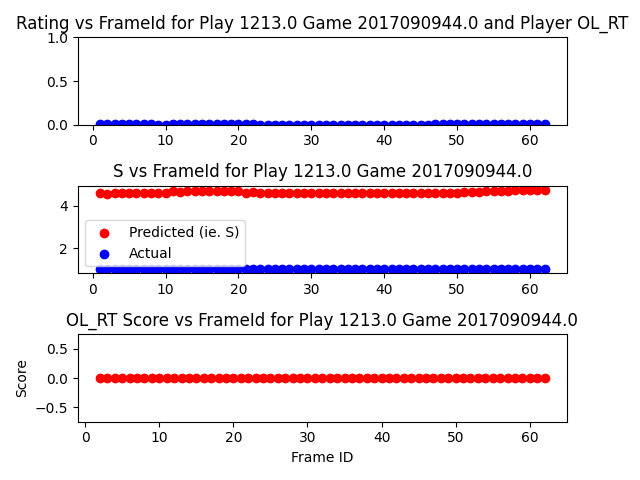 Rating vs FrameId for Play 1213.0 Game 2017090944.0 and Player OL_RT
1.0
0.5
0.0
0 10 20 30 40 50 60
S vs FrameId for Play 1213.0 Game 2017090944.0
4
Predicted (ie. S)
2
Actual
0 10 20 30 40 50 60
OL_RT Score vs FrameId for Play 1213.0 Game 2017090944.0
0.5
0.0
−0.5
Score
0 10 20 30 40 50 60
Frame ID